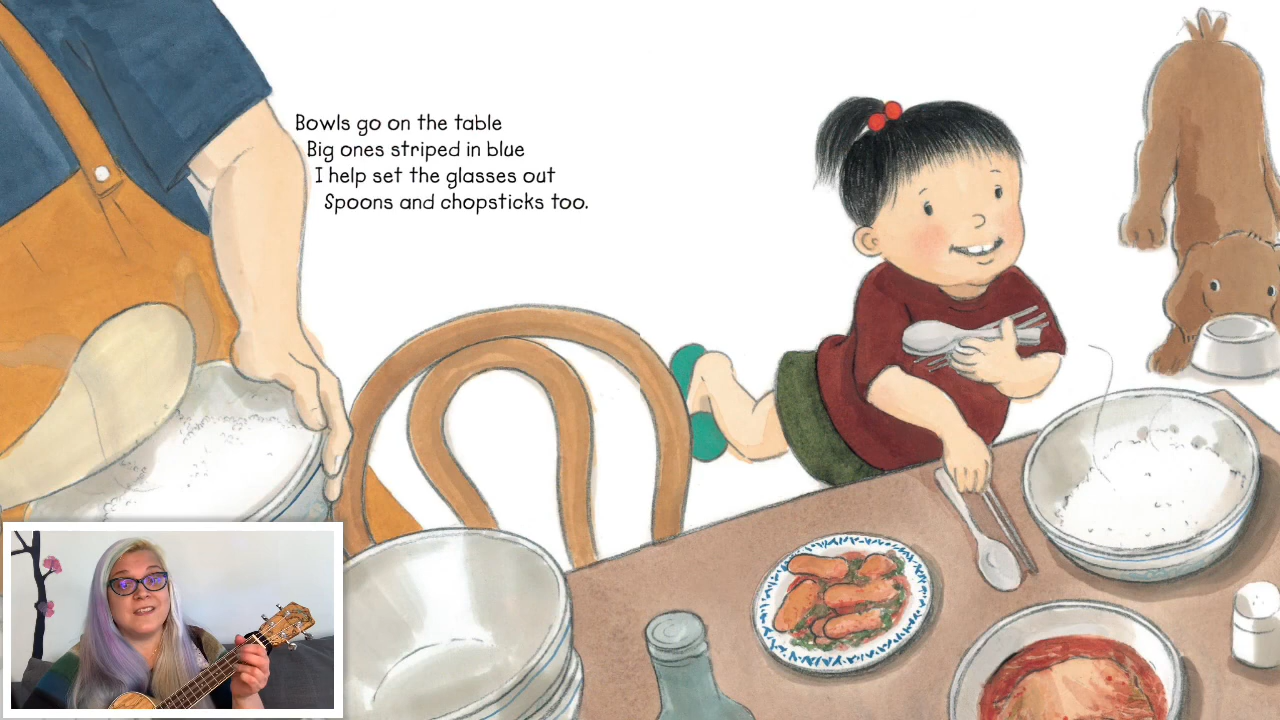 Bowls go on the table
Big ones striped in blue
I help set the glasses out
Spoons and chopsticks too.